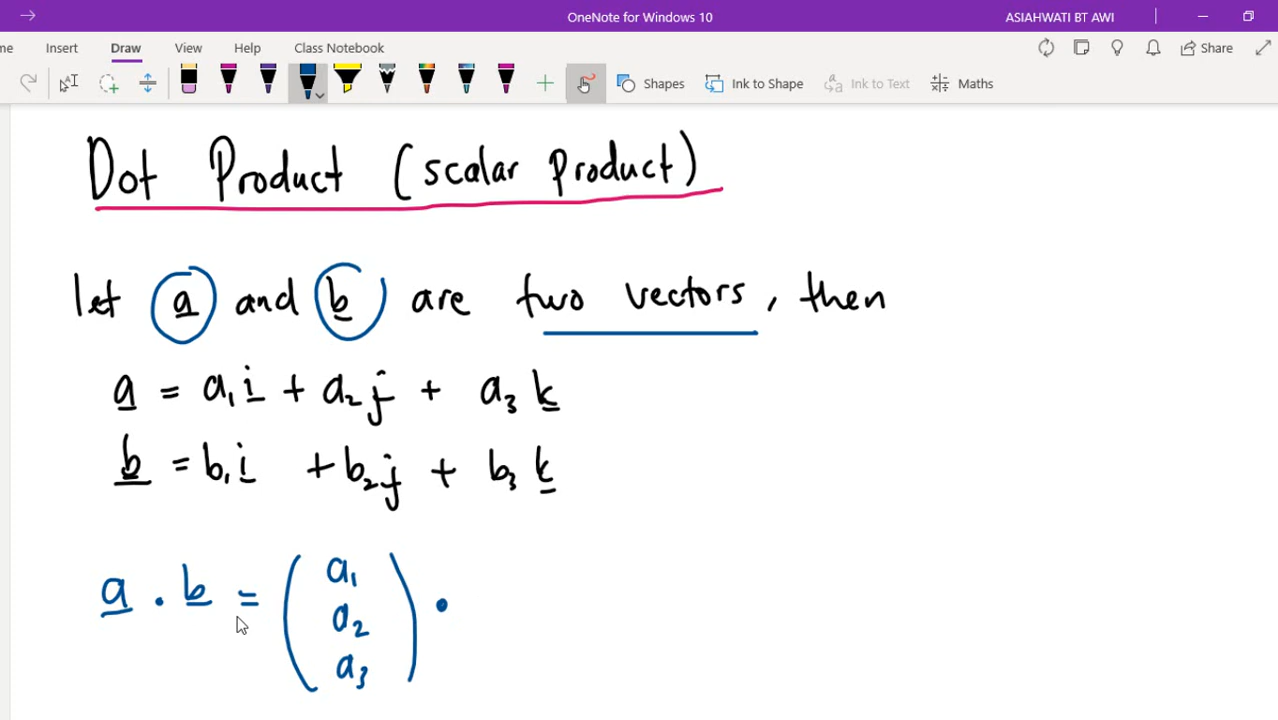 OneNote for Windows 10 ASIAHWATI BT AWI
me Insert Draw View Help Class Notebook Share
Shapes Ink to Shape Ink to Text Maths
Dot Product (scalar product)
let a and b are two vectors, then
a = a₁i + a₂j + a₃k
b = b₁i + b₂j + b₃k
a . b = ( a₁
a₂
a₃ ) •